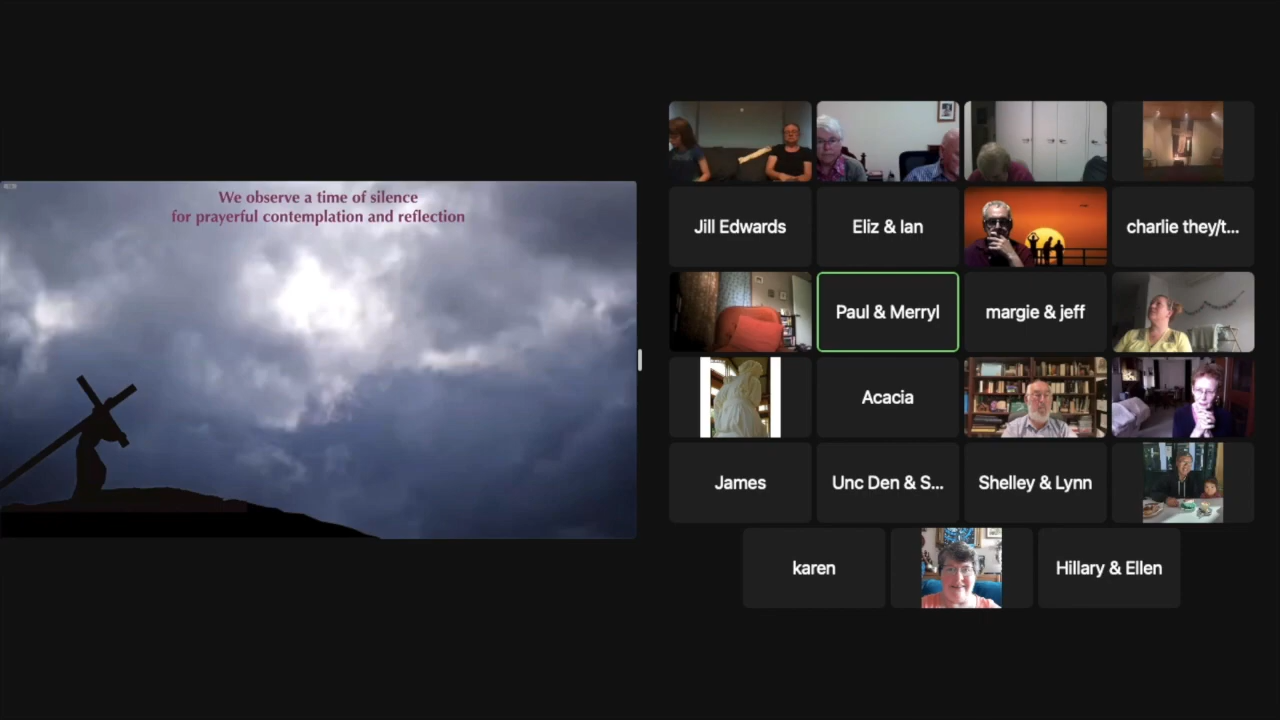 We observe a time of silence
for prayerful contemplation and reflection
Jill Edwards
Eliz & Ian
charlie they/t...
Paul & Merryl
margie & jeff
Acacia
James
Unc Den & S...
Shelley & Lynn
karen
Hillary & Ellen